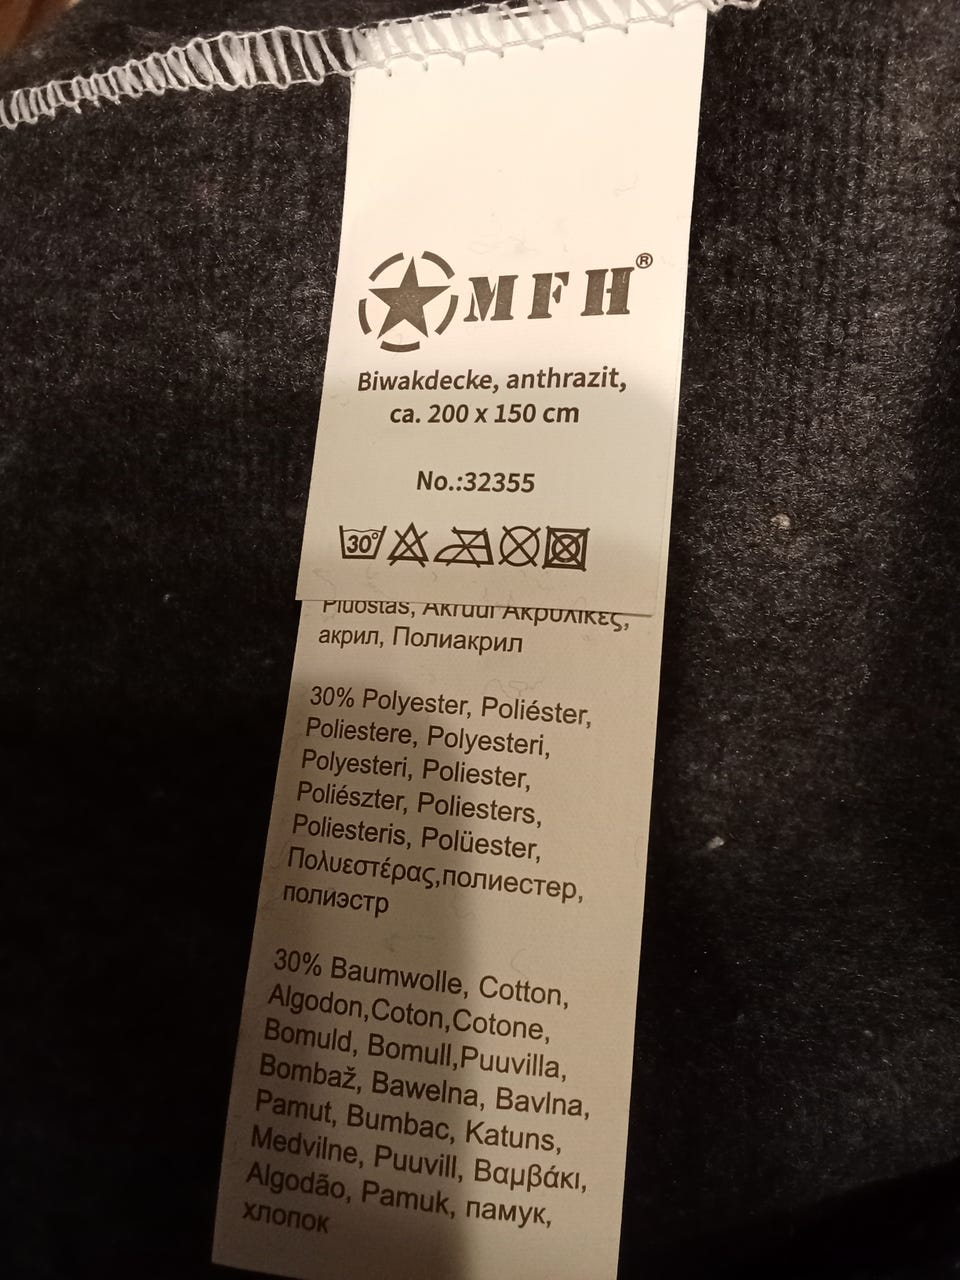 MFH®
Biwakdecke, anthrazit,
ca. 200 x 150 cm
No.:32355
30°
Pluostas, Akrüül Ακρυλικές,
акрил, Полиакрил
30% Polyester, Poliéster,
Poliestere, Polyesteri,
Polyesteri, Poliester,
Poliészter, Poliesters,
Poliesteris, Polüester,
Πολυεστέρας,полиестер,
полиэстр
30% Baumwolle, Cotton,
Algodon,Coton,Cotone,
Bomuld, Bomull,Puuvilla,
Bombaž, Bawelna, Bavlna,
Pamut, Bumbac, Katuns,
Medvilne, Puuvill, Βαμβάκι,
Algodão, Pamuk, памук,
хлопок